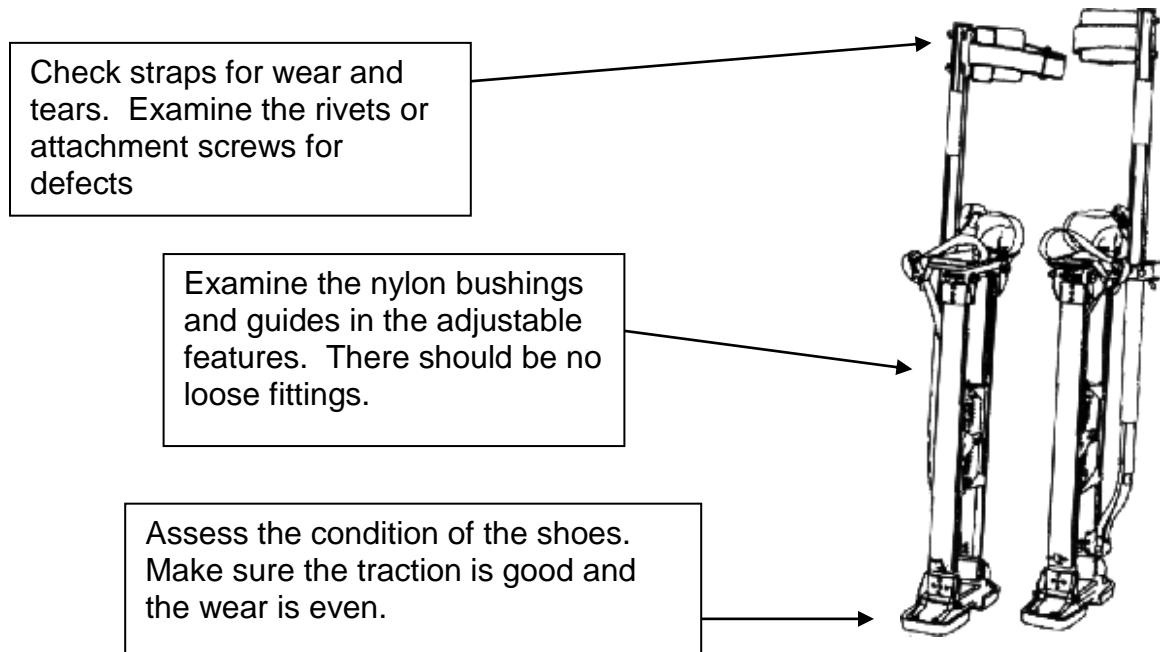 Check straps for wear and
tears.  Examine the rivets or
attachment screws for
defects
Examine the nylon bushings
and guides in the adjustable
features.  There should be no
loose fittings.
Assess the condition of the shoes.
Make sure the traction is good and
the wear is even.